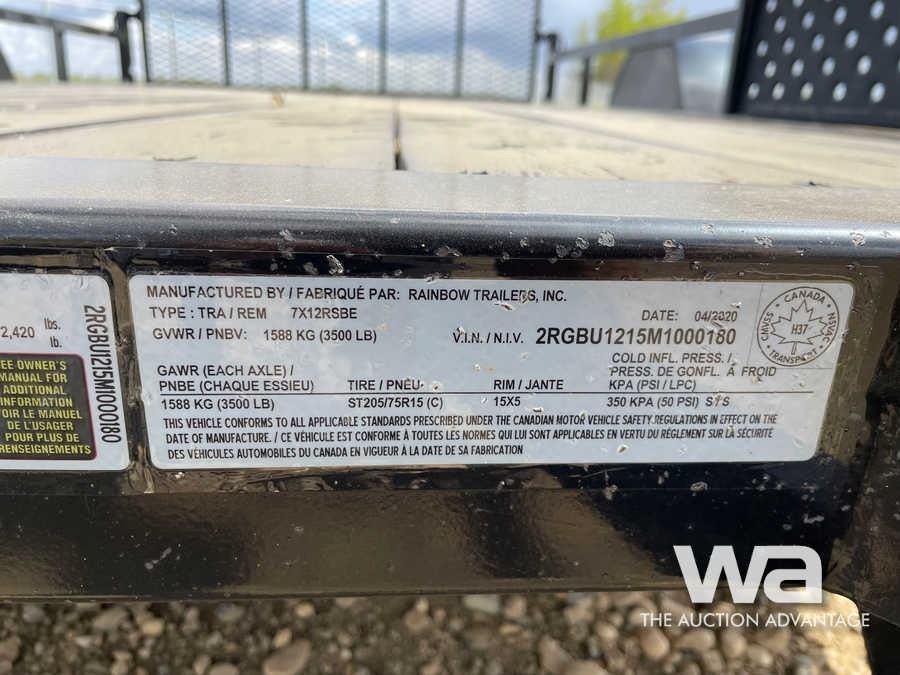 2,420 lbs.
lb.
EE OWNER'S
MANUAL FOR
ADDITIONAL
INFORMATION
IR LE MANUEL
DE L'USAGER
POUR PLUS DE
RENSEIGNEMENTS
2RGBU1215M1000180
MANUFACTURED BY / FABRIQUÉ PAR: RAINBOW TRAILERS, INC.
TYPE : TRA / REM 7X12RSBE DATE: 04/2020
GVWR / PNBV: 1588 KG (3500 LB) V.I.N. / N.I.V. 2RGBU1215M1000180
GAWR (EACH AXLE) / COLD INFL. PRESS. /
PRESS. DE GONFL. À FROID
PNBE (CHAQUE ESSIEU) TIRE / PNEU RIM / JANTE KPA (PSI / LPC)
1588 KG (3500 LB) ST205/75R15 (C) 15X5 350 KPA (50 PSI) S/S
THIS VEHICLE CONFORMS TO ALL APPLICABLE STANDARDS PRESCRIBED UNDER THE CANADIAN MOTOR VEHICLE SAFETY REGULATIONS IN EFFECT ON THE
DATE OF MANUFACTURE. / CE VÉHICULE EST CONFORME À TOUTES LES NORMES QUI LUI SONT APPLICABLES EN VERTU DU RÈGLEMENT SUR LA SÉCURITÉ
DES VÉHICULES AUTOMOBILES DU CANADA EN VIGUEUR À LA DATE DE SA FABRICATION
CANADA
CMVSS
NSVAC
H37
TRANSPORT
wa
THE AUCTION ADVANTAGE